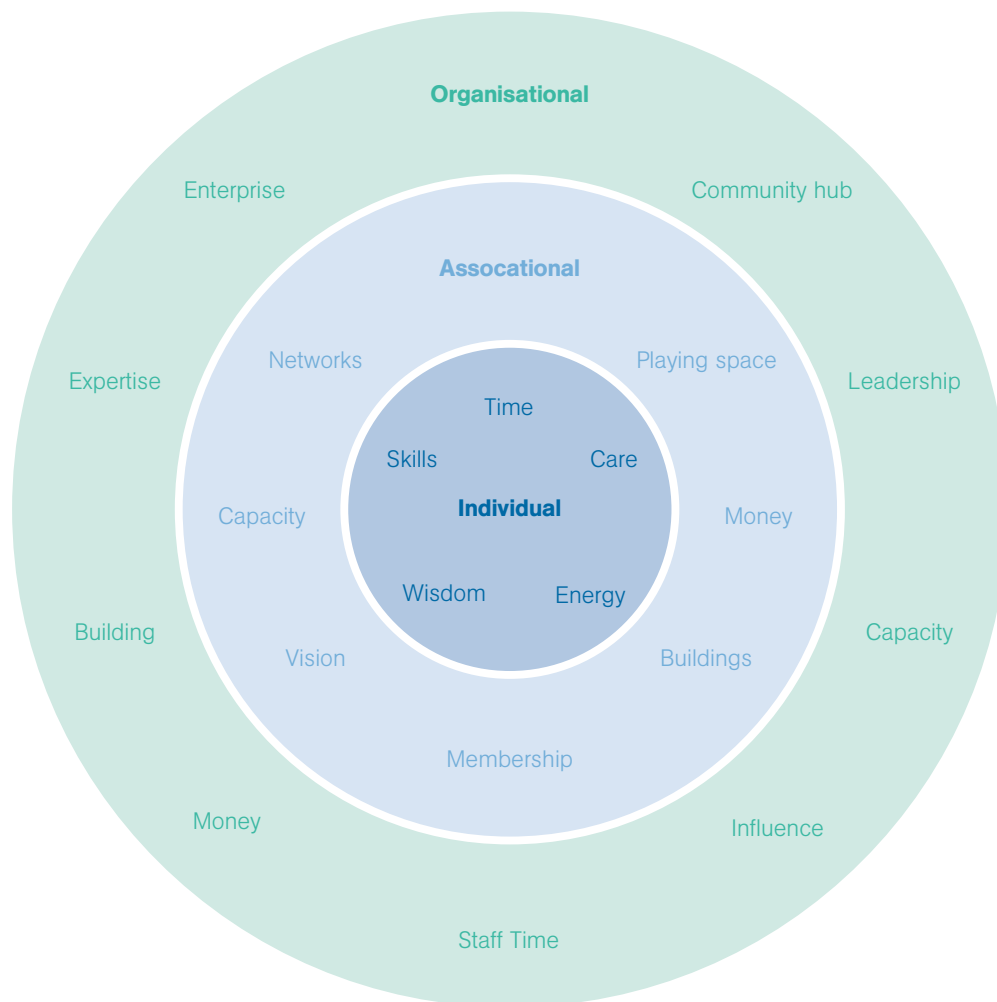 Organisational
Enterprise
Community hub
Assocational
Networks
Playing space
Expertise
Leadership
Time
Skills
Care
Individual
Capacity
Money
Wisdom
Energy
Building
Capacity
Vision
Buildings
Membership
Money
Influence
Staff Time